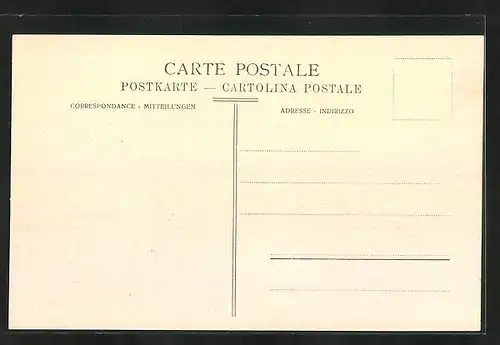 CARTE POSTALE
POSTKARTE — CARTOLINA POSTALE
CORRESPONDANCE - MITTEILUNGEN
ADRESSE - INDIRIZZO